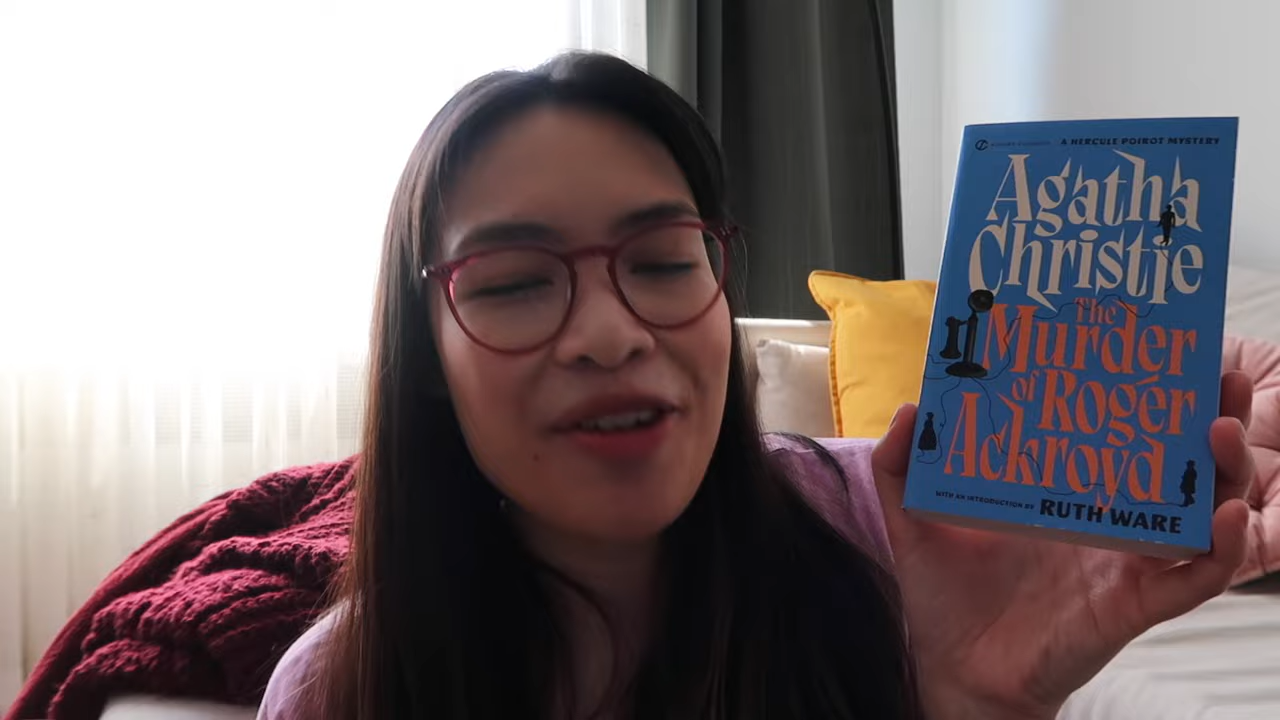 A HERCULE POIROT MYSTERY
Agatha
Christie
The
Murder
of Roger
Ackroyd
WITH AN INTRODUCTION BY RUTH WARE